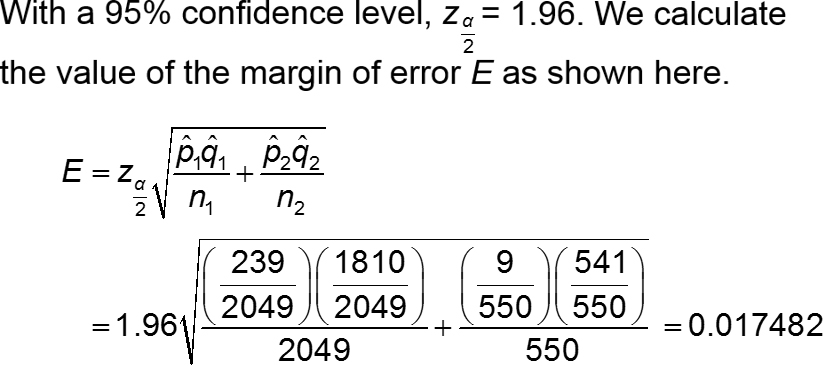 With a 95% confidence level, z_{α/2} = 1.96. We calculate
the value of the margin of error E as shown here.
E = z_{α/2} √(p̂₁q̂₁/n₁ + p̂₂q̂₂/n₂)
= 1.96 √((239/2049)(1810/2049)/2049 + (9/550)(541/550)/550) = 0.017482